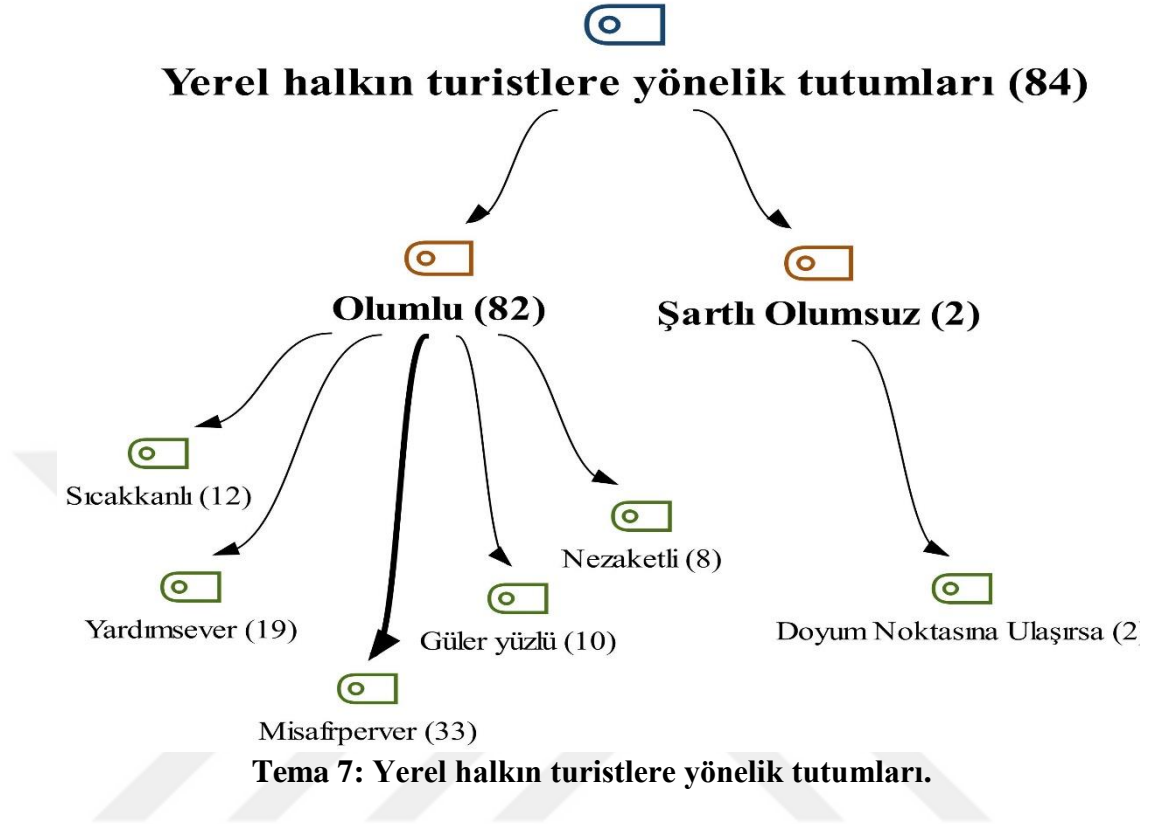 Yerel halkın turistlere yönelik tutumları (84)
Olumlu (82)
Şartlı Olumsuz (2)
Sıcakkanlı (12)
Nezaketli (8)
Yardımsever (19)
Güler yüzlü (10)
Doyum Noktasına Ulaşırsa (2
Misafrperver (33)
Tema 7: Yerel halkın turistlere yönelik tutumları.